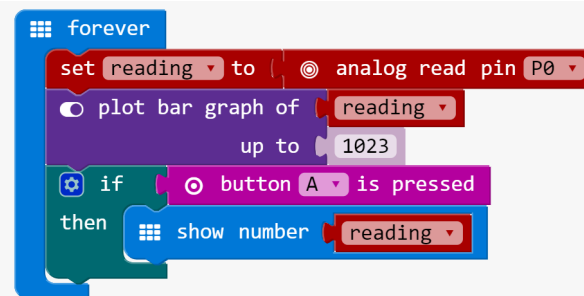 forever
set reading to analog read pin P0
plot bar graph of reading
up to 1023
if button A is pressed
then show number reading